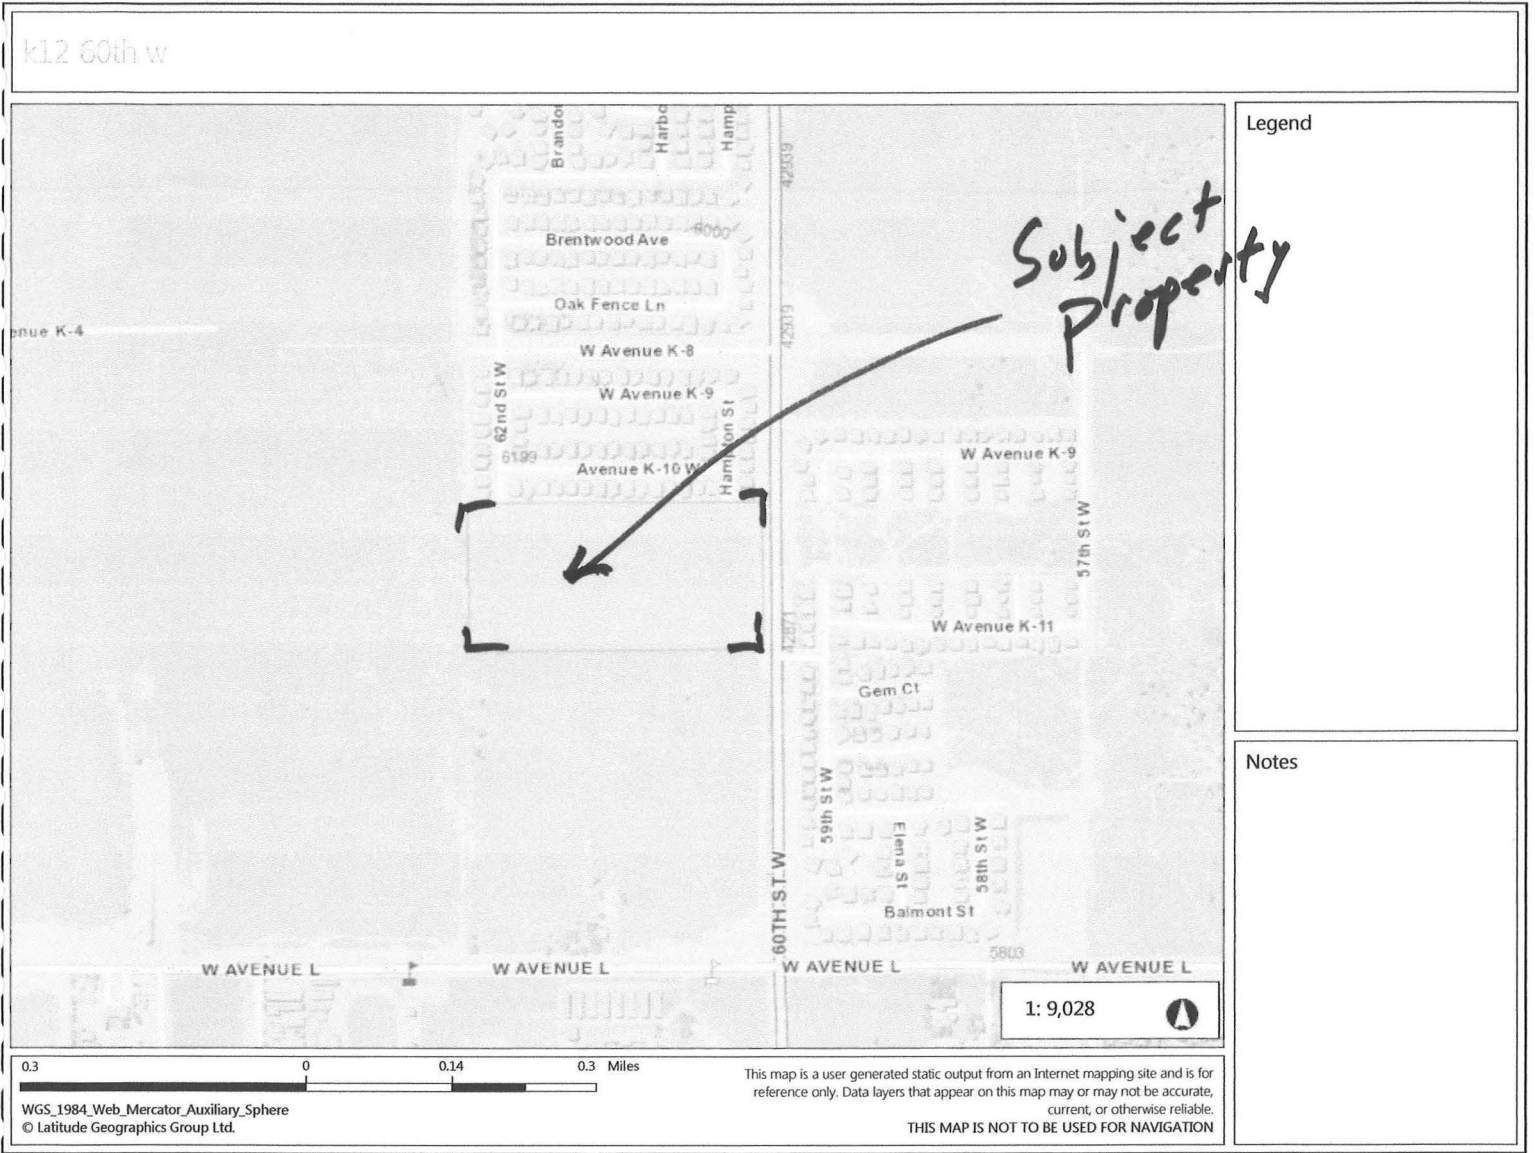 k12 60th w
Legend
Brando
Harbo
Hamp
42939
Subject
Property
Brentwood Ave
6000
Oak Fence Ln
42939
enue K-4
W Avenue K-8
62nd St W
W Avenue K-9
Hampton St
6199
Avenue K-10 W
W Avenue K-9
57th St W
42871
W Avenue K-11
Gem Ct
59th St W
Elena St
58th St W
60TH ST W
Balmont St
5803
W AVENUE L
W AVENUE L
W AVENUE L
W AVENUE L
1: 9,028
Notes
0.3
0
0.14
0.3 Miles
WGS_1984_Web_Mercator_Auxiliary_Sphere
© Latitude Geographics Group Ltd.
This map is a user generated static output from an Internet mapping site and is for
reference only. Data layers that appear on this map may or may not be accurate,
current, or otherwise reliable.
THIS MAP IS NOT TO BE USED FOR NAVIGATION